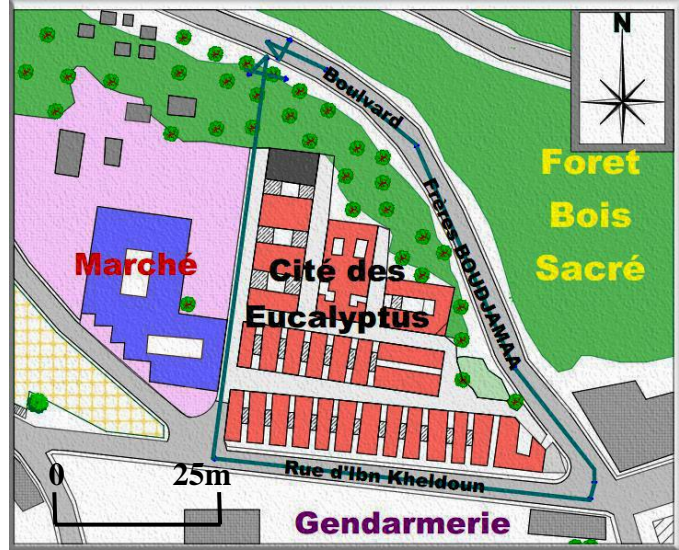 N
Boulvard
Foret
Bois
Sacré
Frères BOUDJAMAA
Marché
Cité des
Eucalyptus
0 25m
Rue d'Ibn Kheldoun
Gendarmerie